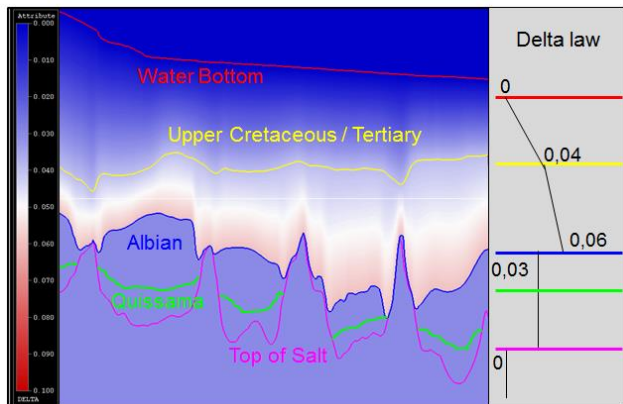 Attribute
0.000
0.010
0.020
0.030
0.040
0.050
0.060
0.070
0.080
0.090
0.100
DELTA
Water Bottom
Upper Cretaceous / Tertiary
Albian
Quissama
Top of Salt
Delta law
0
0,04
0,06
0,03
0